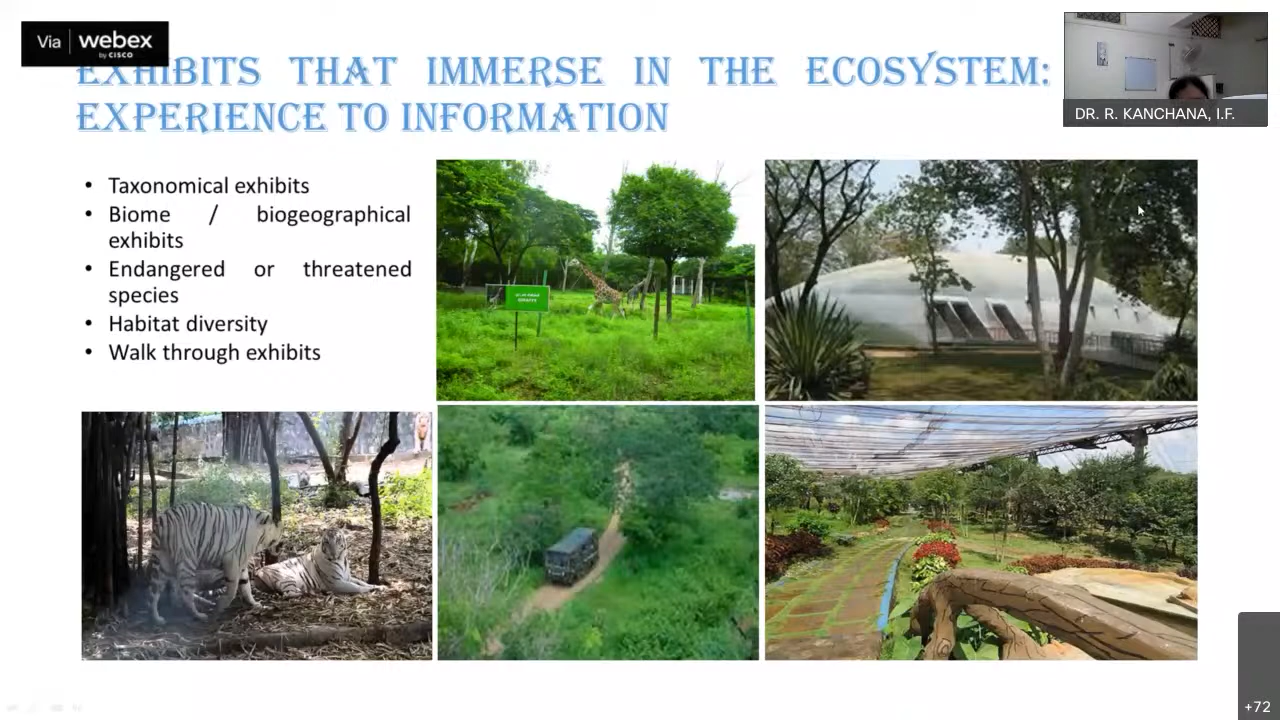 Via webex
by CISCO
EXHIBITS THAT IMMERSE IN THE ECOSYSTEM:
EXPERIENCE TO INFORMATION
DR. R. KANCHANA, I.F.
• Taxonomical exhibits
• Biome / biogeographical
exhibits
• Endangered or threatened
species
• Habitat diversity
• Walk through exhibits
+72